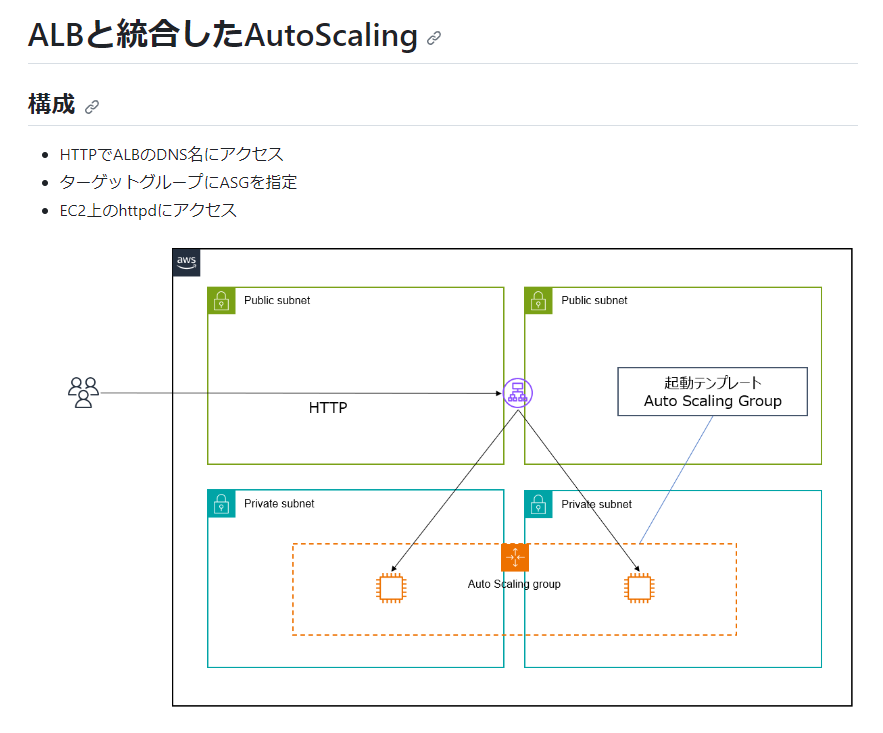 ALBと統合したAutoScaling
構成
HTTPでALBのDNS名にアクセス
ターゲットグループにASGを指定
EC2上のhttpdにアクセス
aws
Public subnet
Public subnet
起動テンプレート
Auto Scaling Group
HTTP
Private subnet
Private subnet
Auto Scaling group